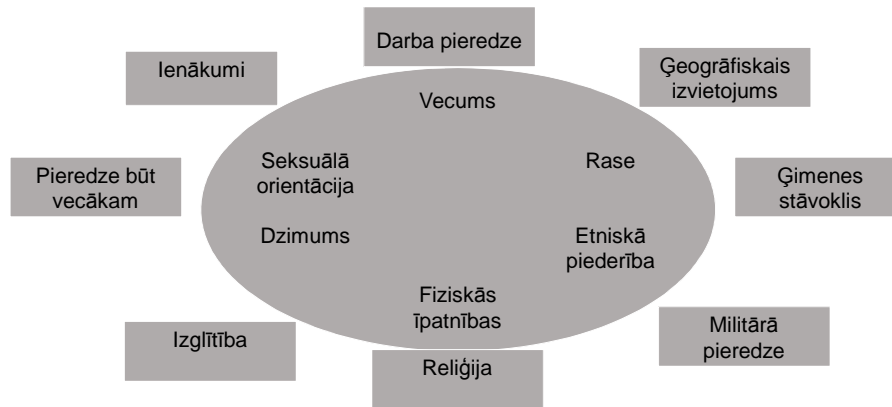 Darba pieredze
Ienākumi
Ģeogrāfiskais
izvietojums
Vecums
Seksuālā
orientācija
Rase
Pieredze būt
vecākam
Ģimenes
stāvoklis
Dzimums
Etniskā
piederība
Fiziskās
īpatnības
Izglītība
Militārā
pieredze
Reliģija